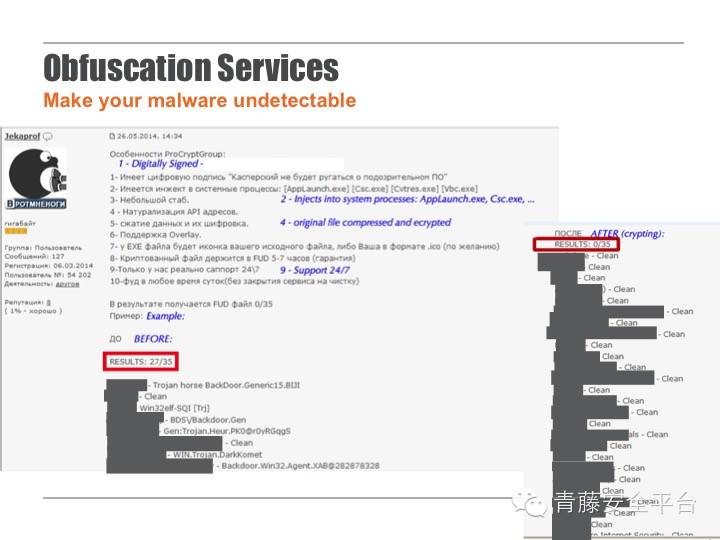 Obfuscation Services
Make your malware undetectable
Jekaprof
26.05.2014, 14:34
Особенности ProCryptGroup:
1 - Digitally Signed -
1- Имеет цифровую подпись "Касперский не будет ругаться о подозрительном ПО"
2- Имеется инжект в системные процессы: [AppLaunch.exe] [Csc.exe] [Cvtres.exe] [Vbc.exe]
3- Небольшой стаб.
2 - Injects into system processes: AppLaunch.exe, Csc.exe, ...
4 - Натурализация API адресов.
5- сжатие данных и их шифровка.
4 - original file compressed and ecrypted
6- Поддержка Overlay.
7- у EXE файла будет иконка вашего исходного файла, либо Ваша в формате .ico (по желанию)
8- Криптованный файл держится в FUD 5-7 часов (гарантия)
9-Только у нас реально саппорт 24\7
9 - Support 24/7
10-фуд в любое время суток(без закрытия сервиса на чистку)
В результате получается FUD файл 0/35
Пример:
Example:
ДО
BEFORE:
RESULTS: 27/35
- Trojan horse BackDoor.Generic15.BIJI
- Clean
Win32elf-SQI [Trj]
- BDS\/Backdoor.Gen
- Gen:Trojan.Heur.PK0@r0yRGqgS
- Clean
- WIN.Trojan.DarkKomet
- Backdoor.Win32.Agent.XAB@282878328
ВРОТМНЕНОГИ
гигабайт
Группа: Пользователь
Сообщений: 127
Регистрация: 06.03.2014
Пользователь №: 54 202
Деятельность: другое
Репутация: 8
( 1% - хорошо )
ПОСЛЕ
AFTER (crypting):
RESULTS: 0/35
- Clean
Clean
- Clean
) - Clean
- Clean
- Clean
- Clean
- Clean
- Clean
- Clean
- Clean
- Clean
- Clean
- Clean
- Clean
Clean
- Clean
- Clean
- Clean
- Clean
- Clean
- Clean
- Clean
Internet Security - Clean
青藤安全平台